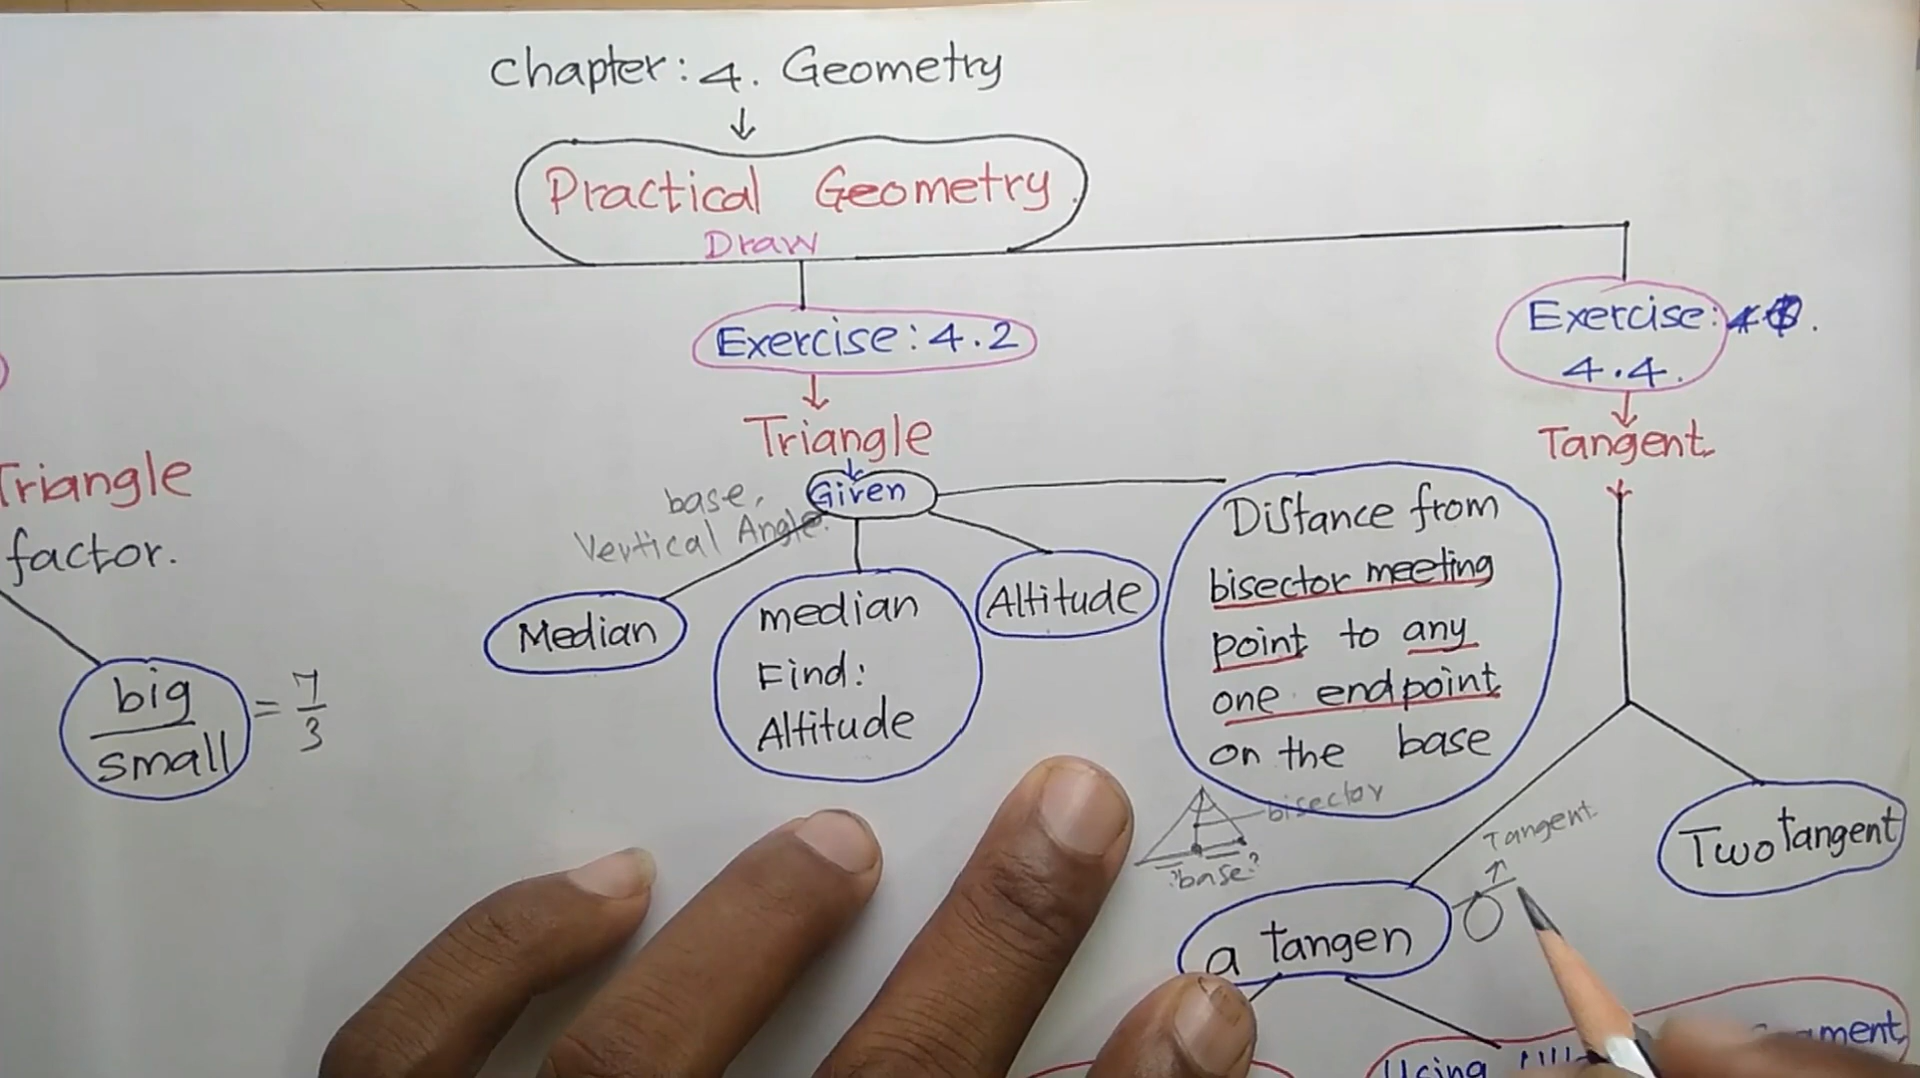 Chapter: 4. Geometry
Practical Geometry.
Draw
Exercise: 4.2
Triangle
Given
base,
Vertical Angle.
Median
median
Find:
Altitude
Altitude
Distance from
bisector meeting
point to any
one endpoint
on the base
bisector
"base?
Exercise:
4.4.
Tangent
Two tangent
a tangen
Tangent
Using
Triangle
factor.
big
small
= 7
3